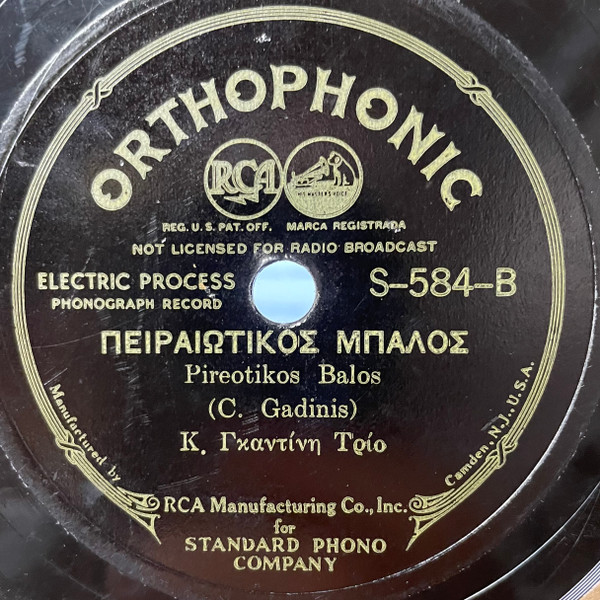 ORTHOPHONIC
RCA
HIS MASTER'S VOICE
REG. U.S. PAT. OFF. MARCA REGISTRADA
NOT LICENSED FOR RADIO BROADCAST
ELECTRIC PROCESS
PHONOGRAPH RECORD
S-584-B
ΠΕΙΡΑΙΩΤΙΚΟΣ ΜΠΑΛΟΣ
Pireotikos Balos
(C. Gadinis)
Κ. Γκαντίνη Τρίο
Manufactured by
RCA Manufacturing Co., Inc.
Camden, N.J., U.S.A.
for
STANDARD PHONO
COMPANY